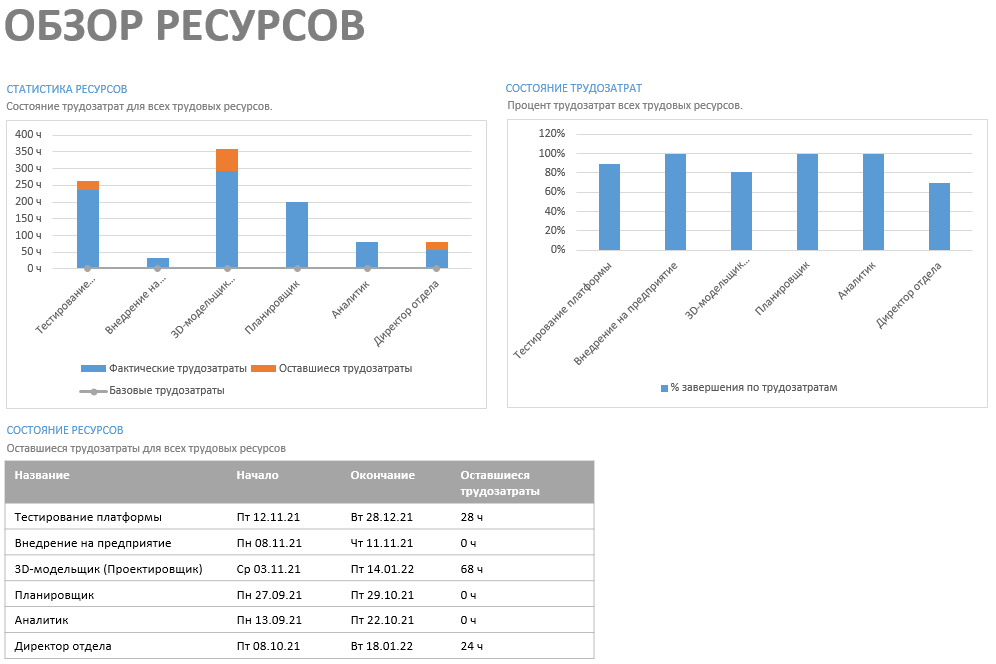 ОБЗОР РЕСУРСОВ
СТАТИСТИКА РЕСУРСОВ
Состояние трудозатрат для всех трудовых ресурсов.
400 ч
350 ч
300 ч
250 ч
200 ч
150 ч
100 ч
50 ч
0 ч
Тестирование...
Внедрение на...
3D-модельщик...
Планировщик
Аналитик
Директор отдела
Фактические трудозатраты
Оставшиеся трудозатраты
Базовые трудозатраты
СОСТОЯНИЕ ТРУДОЗАТРАТ
Процент трудозатрат всех трудовых ресурсов.
120%
100%
80%
60%
40%
20%
0%
Тестирование платформы
Внедрение на предприятие
3D-модельщик...
Планировщик
Аналитик
Директор отдела
% завершения по трудозатратам
СОСТОЯНИЕ РЕСУРСОВ
Оставшиеся трудозатраты для всех трудовых ресурсов
Название Начало Окончание Оставшиеся
трудозатраты
Тестирование платформы Пт 12.11.21 Вт 28.12.21 28 ч
Внедрение на предприятие Пн 08.11.21 Чт 11.11.21 0 ч
3D-модельщик (Проектировщик) Ср 03.11.21 Пт 14.01.22 68 ч
Планировщик Пн 27.09.21 Пт 29.10.21 0 ч
Аналитик Пн 13.09.21 Пт 22.10.21 0 ч
Директор отдела Пт 08.10.21 Вт 18.01.22 24 ч